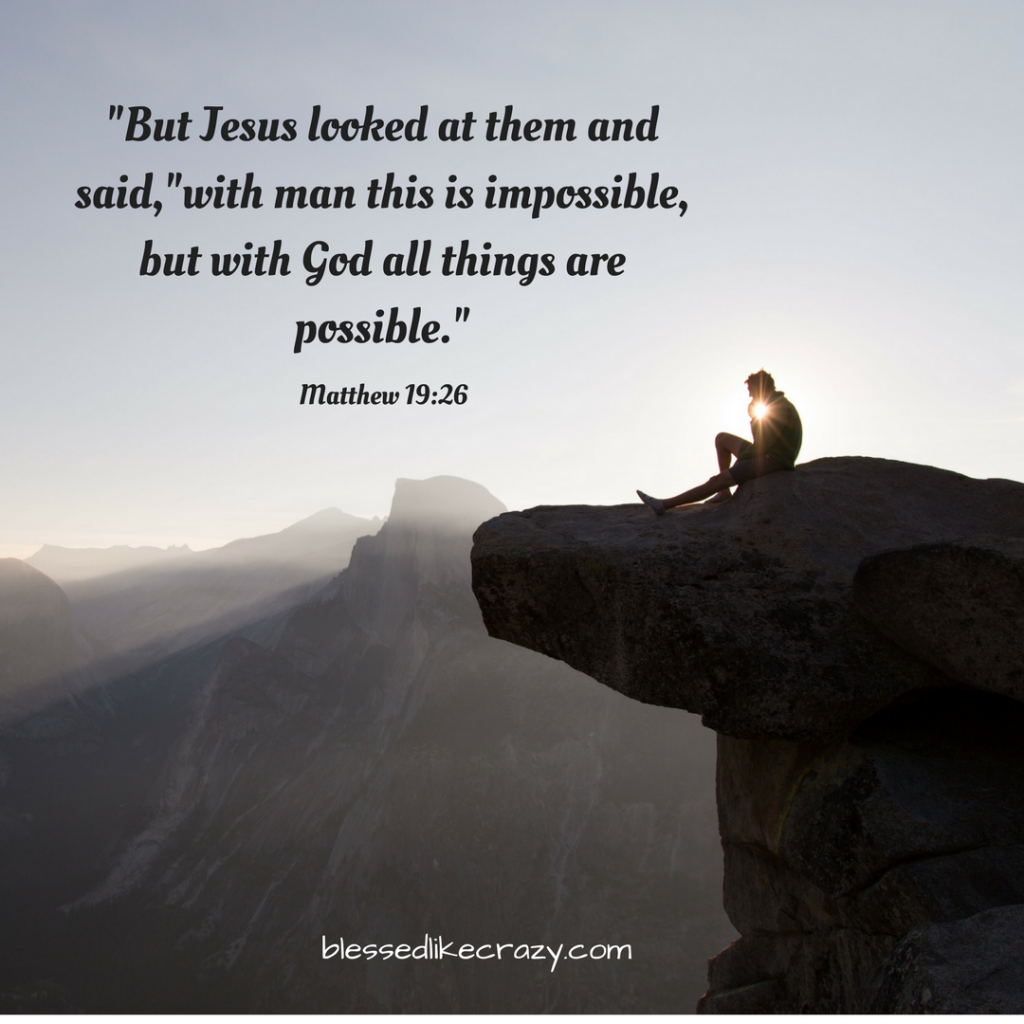 "But Jesus looked at them and
said,"with man this is impossible,
but with God all things are
possible."
Matthew 19:26
blessedlikecrazy.com